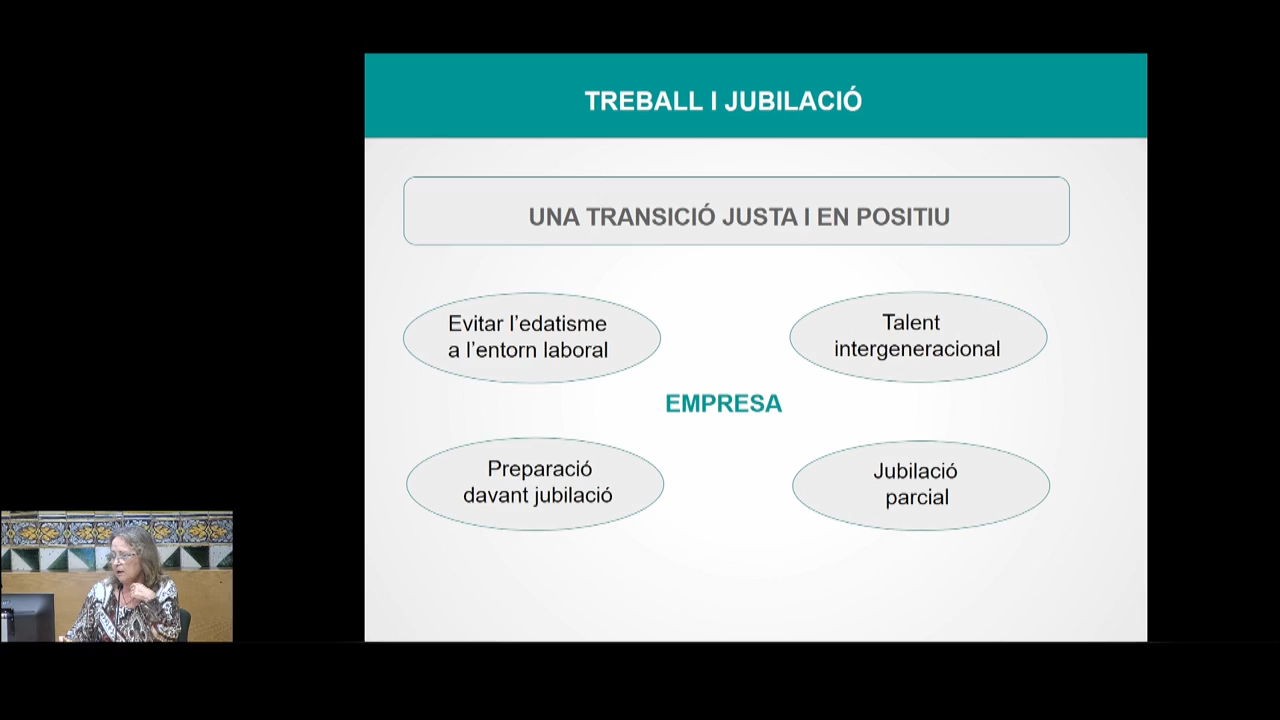 TREBALL I JUBILACIÓ
UNA TRANSICIÓ JUSTA I EN POSITIU
Evitar l’edatisme
a l’entorn laboral
Talent
intergeneracional
EMPRESA
Preparació
davant jubilació
Jubilació
parcial